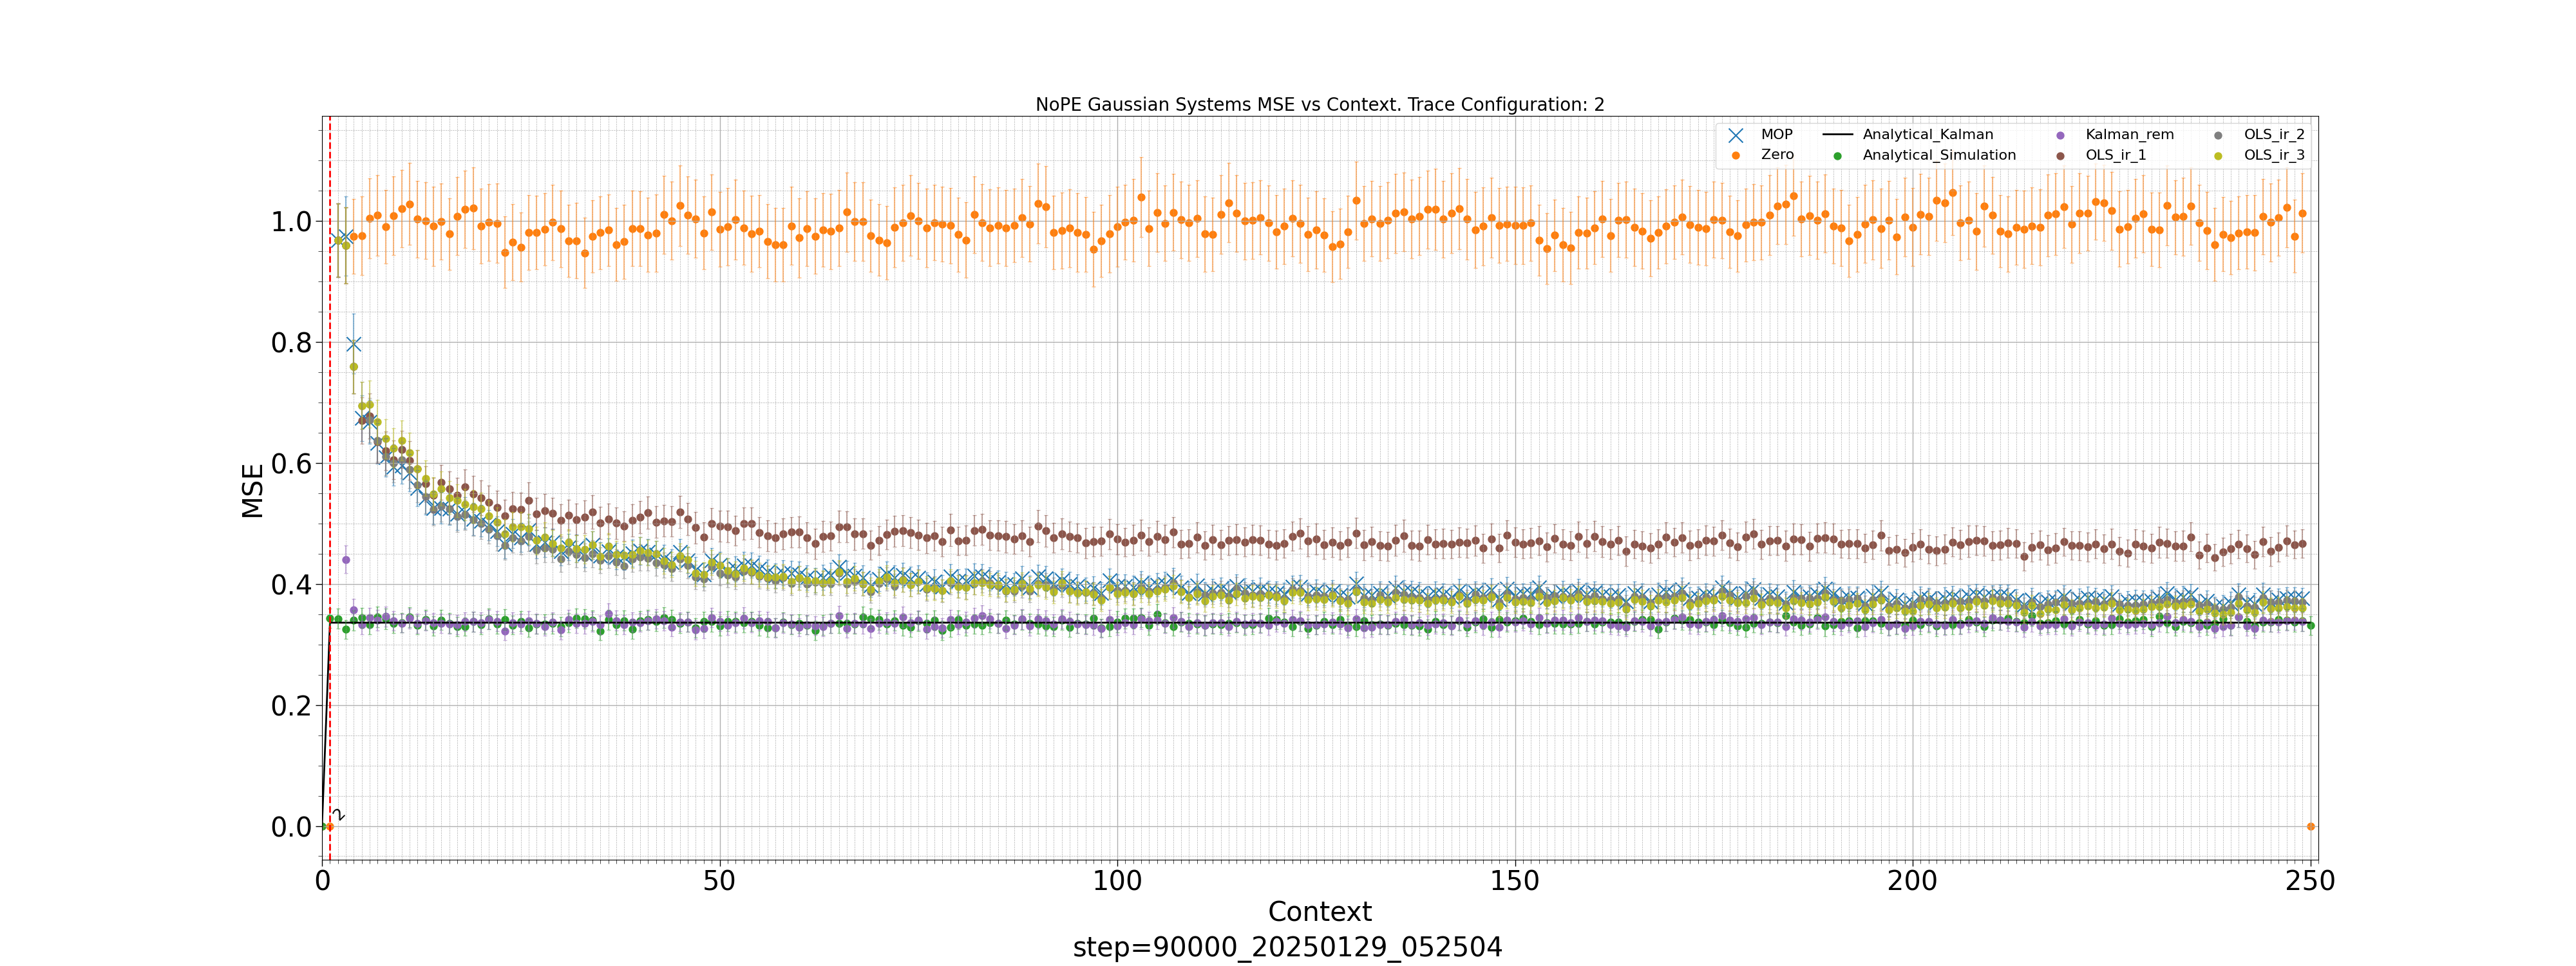 NoPE Gaussian Systems MSE vs Context. Trace Configuration: 2
MOP
Zero
Analytical_Kalman
Analytical_Simulation
Kalman_rem
OLS_ir_1
OLS_ir_2
OLS_ir_3
MSE
1.0
0.8
0.6
0.4
0.2
0.0
2
0 50 100 150 200 250
Context
step=90000_20250129_052504